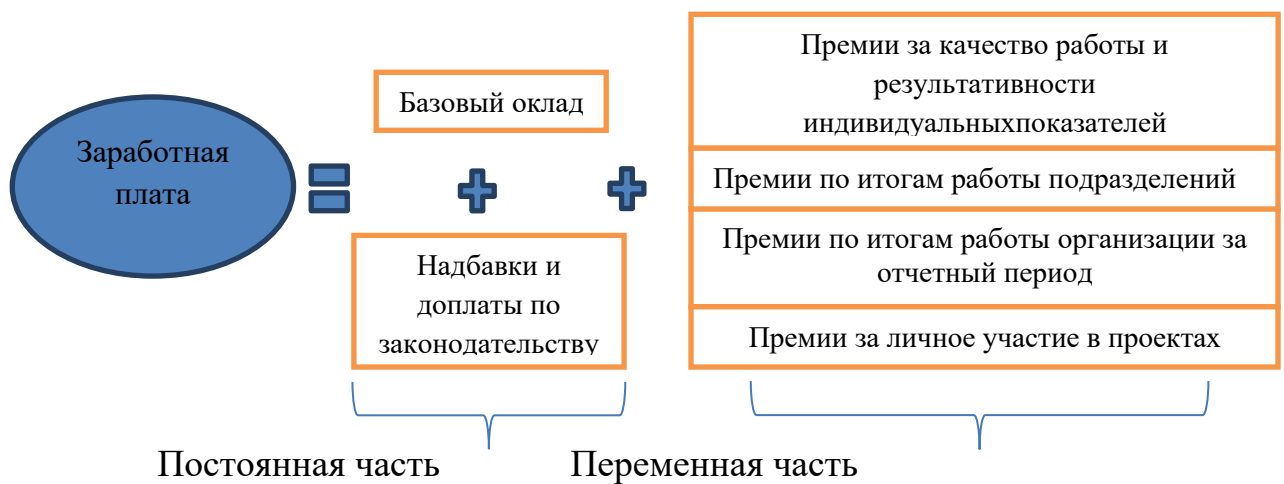 Заработная
плата
Базовый оклад
Надбавки и
доплаты по
законодательству
Премии за качество работы и
результативности
индивидуальныхпоказателей
Премии по итогам работы подразделений
Премии по итогам работы организации за
отчетный период
Премии за личное участие в проектах
Постоянная часть
Переменная часть